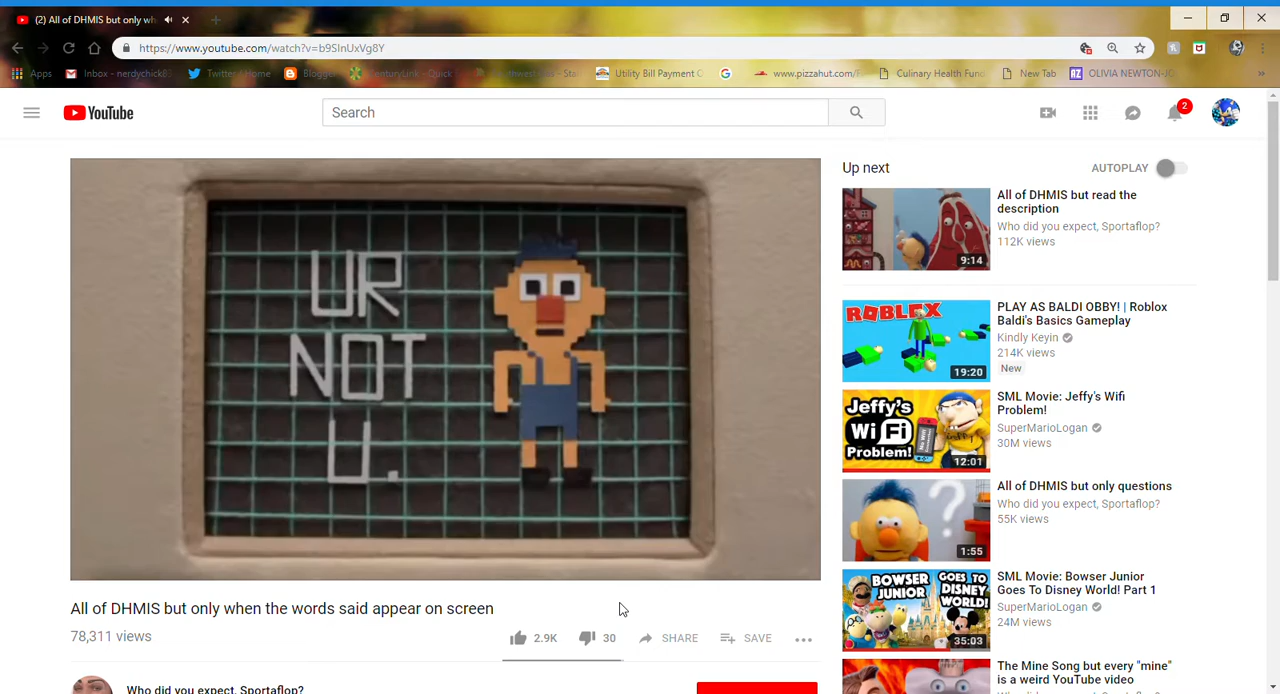 (2) All of DHMIS but only wh
https://www.youtube.com/watch?v=b9SlnUxVg8Y
Apps
Inbox - nerdychick83
Twitter / Home
Blogger
CenturyLink - Quick
Utility Bill Payment C
www.pizzahut.com/
Culinary Health Fund
New Tab
AZ
OLIVIA NEWTON-JO
YouTube
Search
2
UR
NOT
U.
All of DHMIS but only when the words said appear on screen
78,311 views
2.9K
30
SHARE
SAVE
Who did you expect, Sportaflop?
Up next
AUTOPLAY
9:14
All of DHMIS but read the
description
Who did you expect, Sportaflop?
112K views
ROBLEX
19:20
PLAY AS BALDI OBBY! | Roblox
Baldi's Basics Gameplay
Kindly Keyin
214K views
New
Jeffy's
WiFi
Problem!
12:01
SML Movie: Jeffy's Wifi
Problem!
SuperMarioLogan
30M views
?
1:55
All of DHMIS but only questions
Who did you expect, Sportaflop?
55K views
BOWSER
JUNIOR
GOES TO
DISNEY
WORLD!
35:03
SML Movie: Bowser Junior
Goes To Disney World! Part 1
SuperMarioLogan
24M views
The Mine Song but every "mine"
is a weird YouTube video